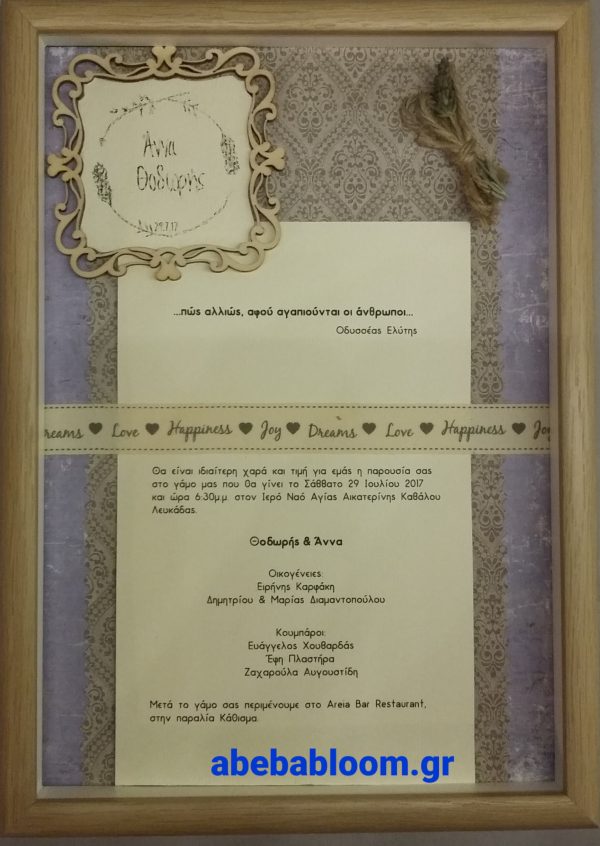 Άννα
Θοδωρής
29.7.17
...πώς αλλιώς, αφού αγαπιούνται οι άνθρωποι...
Οδυσσέας Ελύτης
reams ♥ Love ♥ Happiness ♥ Joy ♥ Dreams ♥ Love ♥ Happiness ♥ Joy
Θα είναι ιδιαίτερη χαρά και τιμή για εμάς η παρουσία σας
στο γάμο μας που θα γίνει το Σάββατο 29 Ιουλίου 2017
και ώρα 6:30μ.μ. στον Ιερό Ναό Αγίας Αικατερίνης Καβάλου
Λευκάδας.
Θοδωρής & Άννα
Οικογένειες:
Ειρήνης Καρφάκη
Δημητρίου & Μαρίας Διαμαντοπούλου
Κουμπάροι:
Ευάγγελος Χουθαρδάς
Έφη Πλαστήρα
Ζαχαρούλα Αυγουστίδη
Μετά το γάμο σας περιμένουμε στο Areia Bar Restaurant,
στην παραλία Κάθισμα.
abebabloom.gr